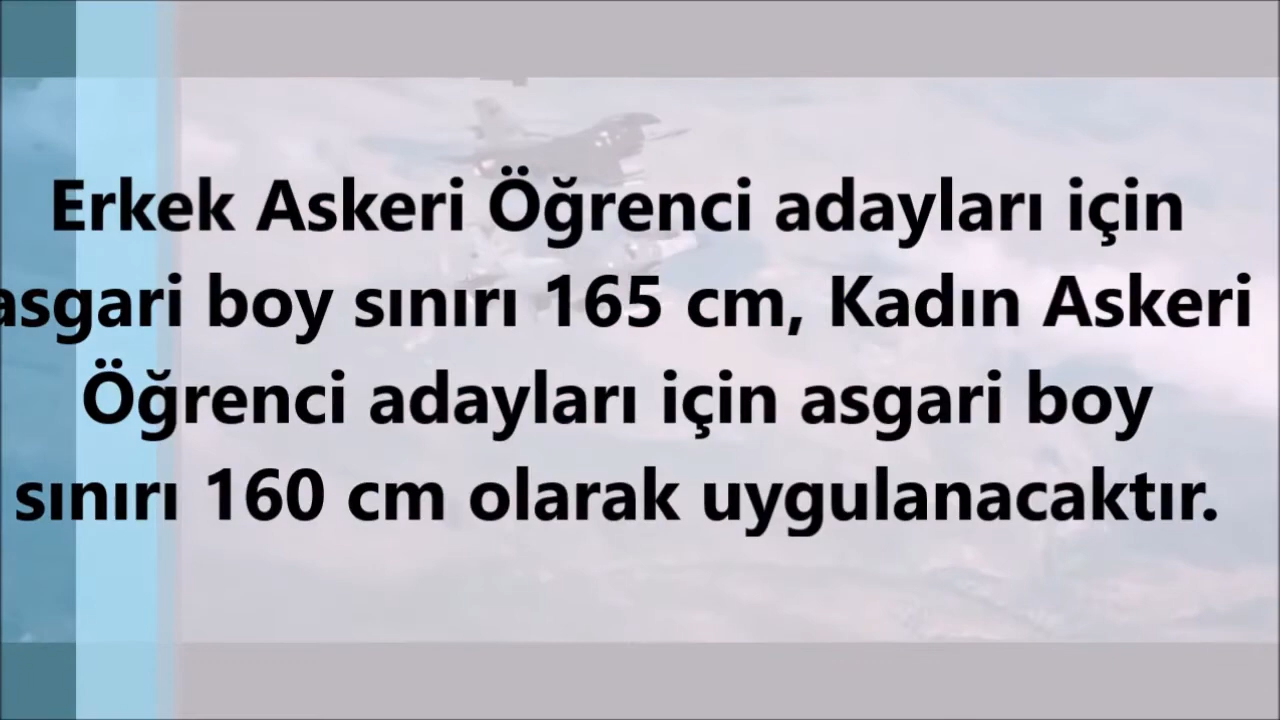 Erkek Askeri Öğrenci adayları için
asgari boy sınırı 165 cm, Kadın Askeri
Öğrenci adayları için asgari boy
sınırı 160 cm olarak uygulanacaktır.